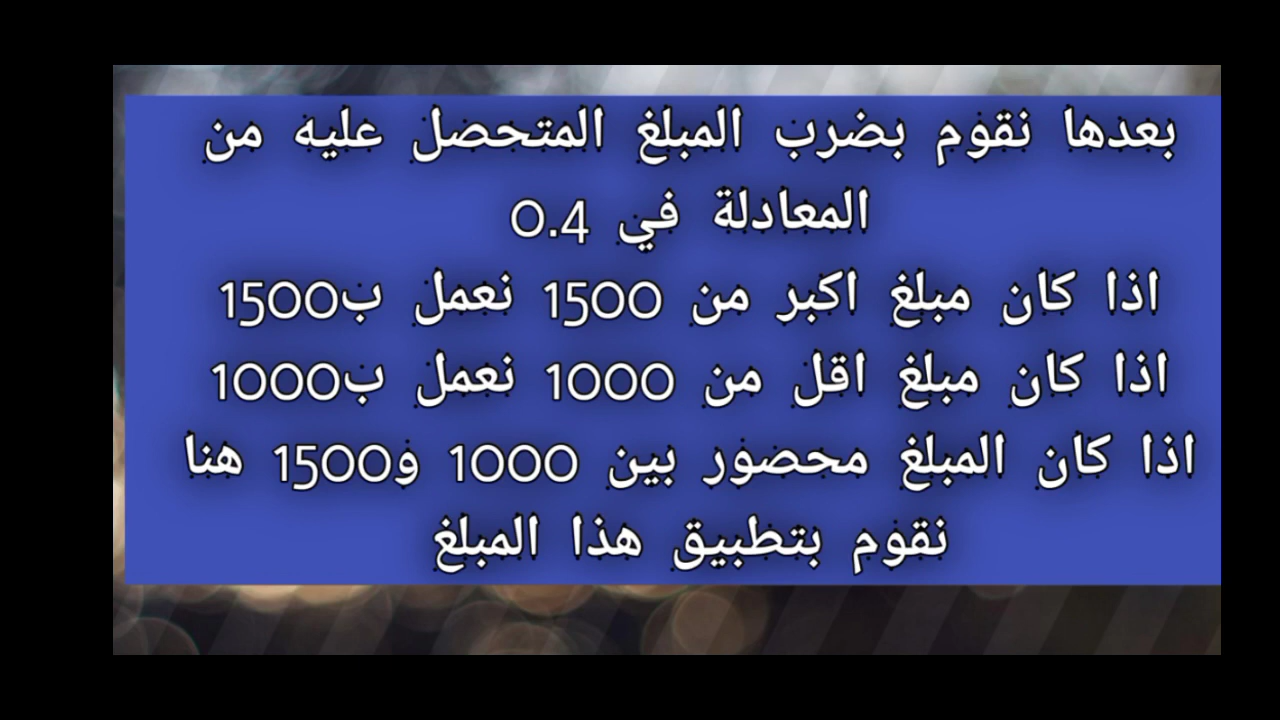 بعدها نقوم بضرب المبلغ المتحصل عليه من
المعادلة في 0.4
اذا كان مبلغ اكبر من 1500 نعمل ب1500
اذا كان مبلغ اقل من 1000 نعمل ب1000
اذا كان المبلغ محصور بين 1000 و1500 هنا
نقوم بتطبيق هذا المبلغ